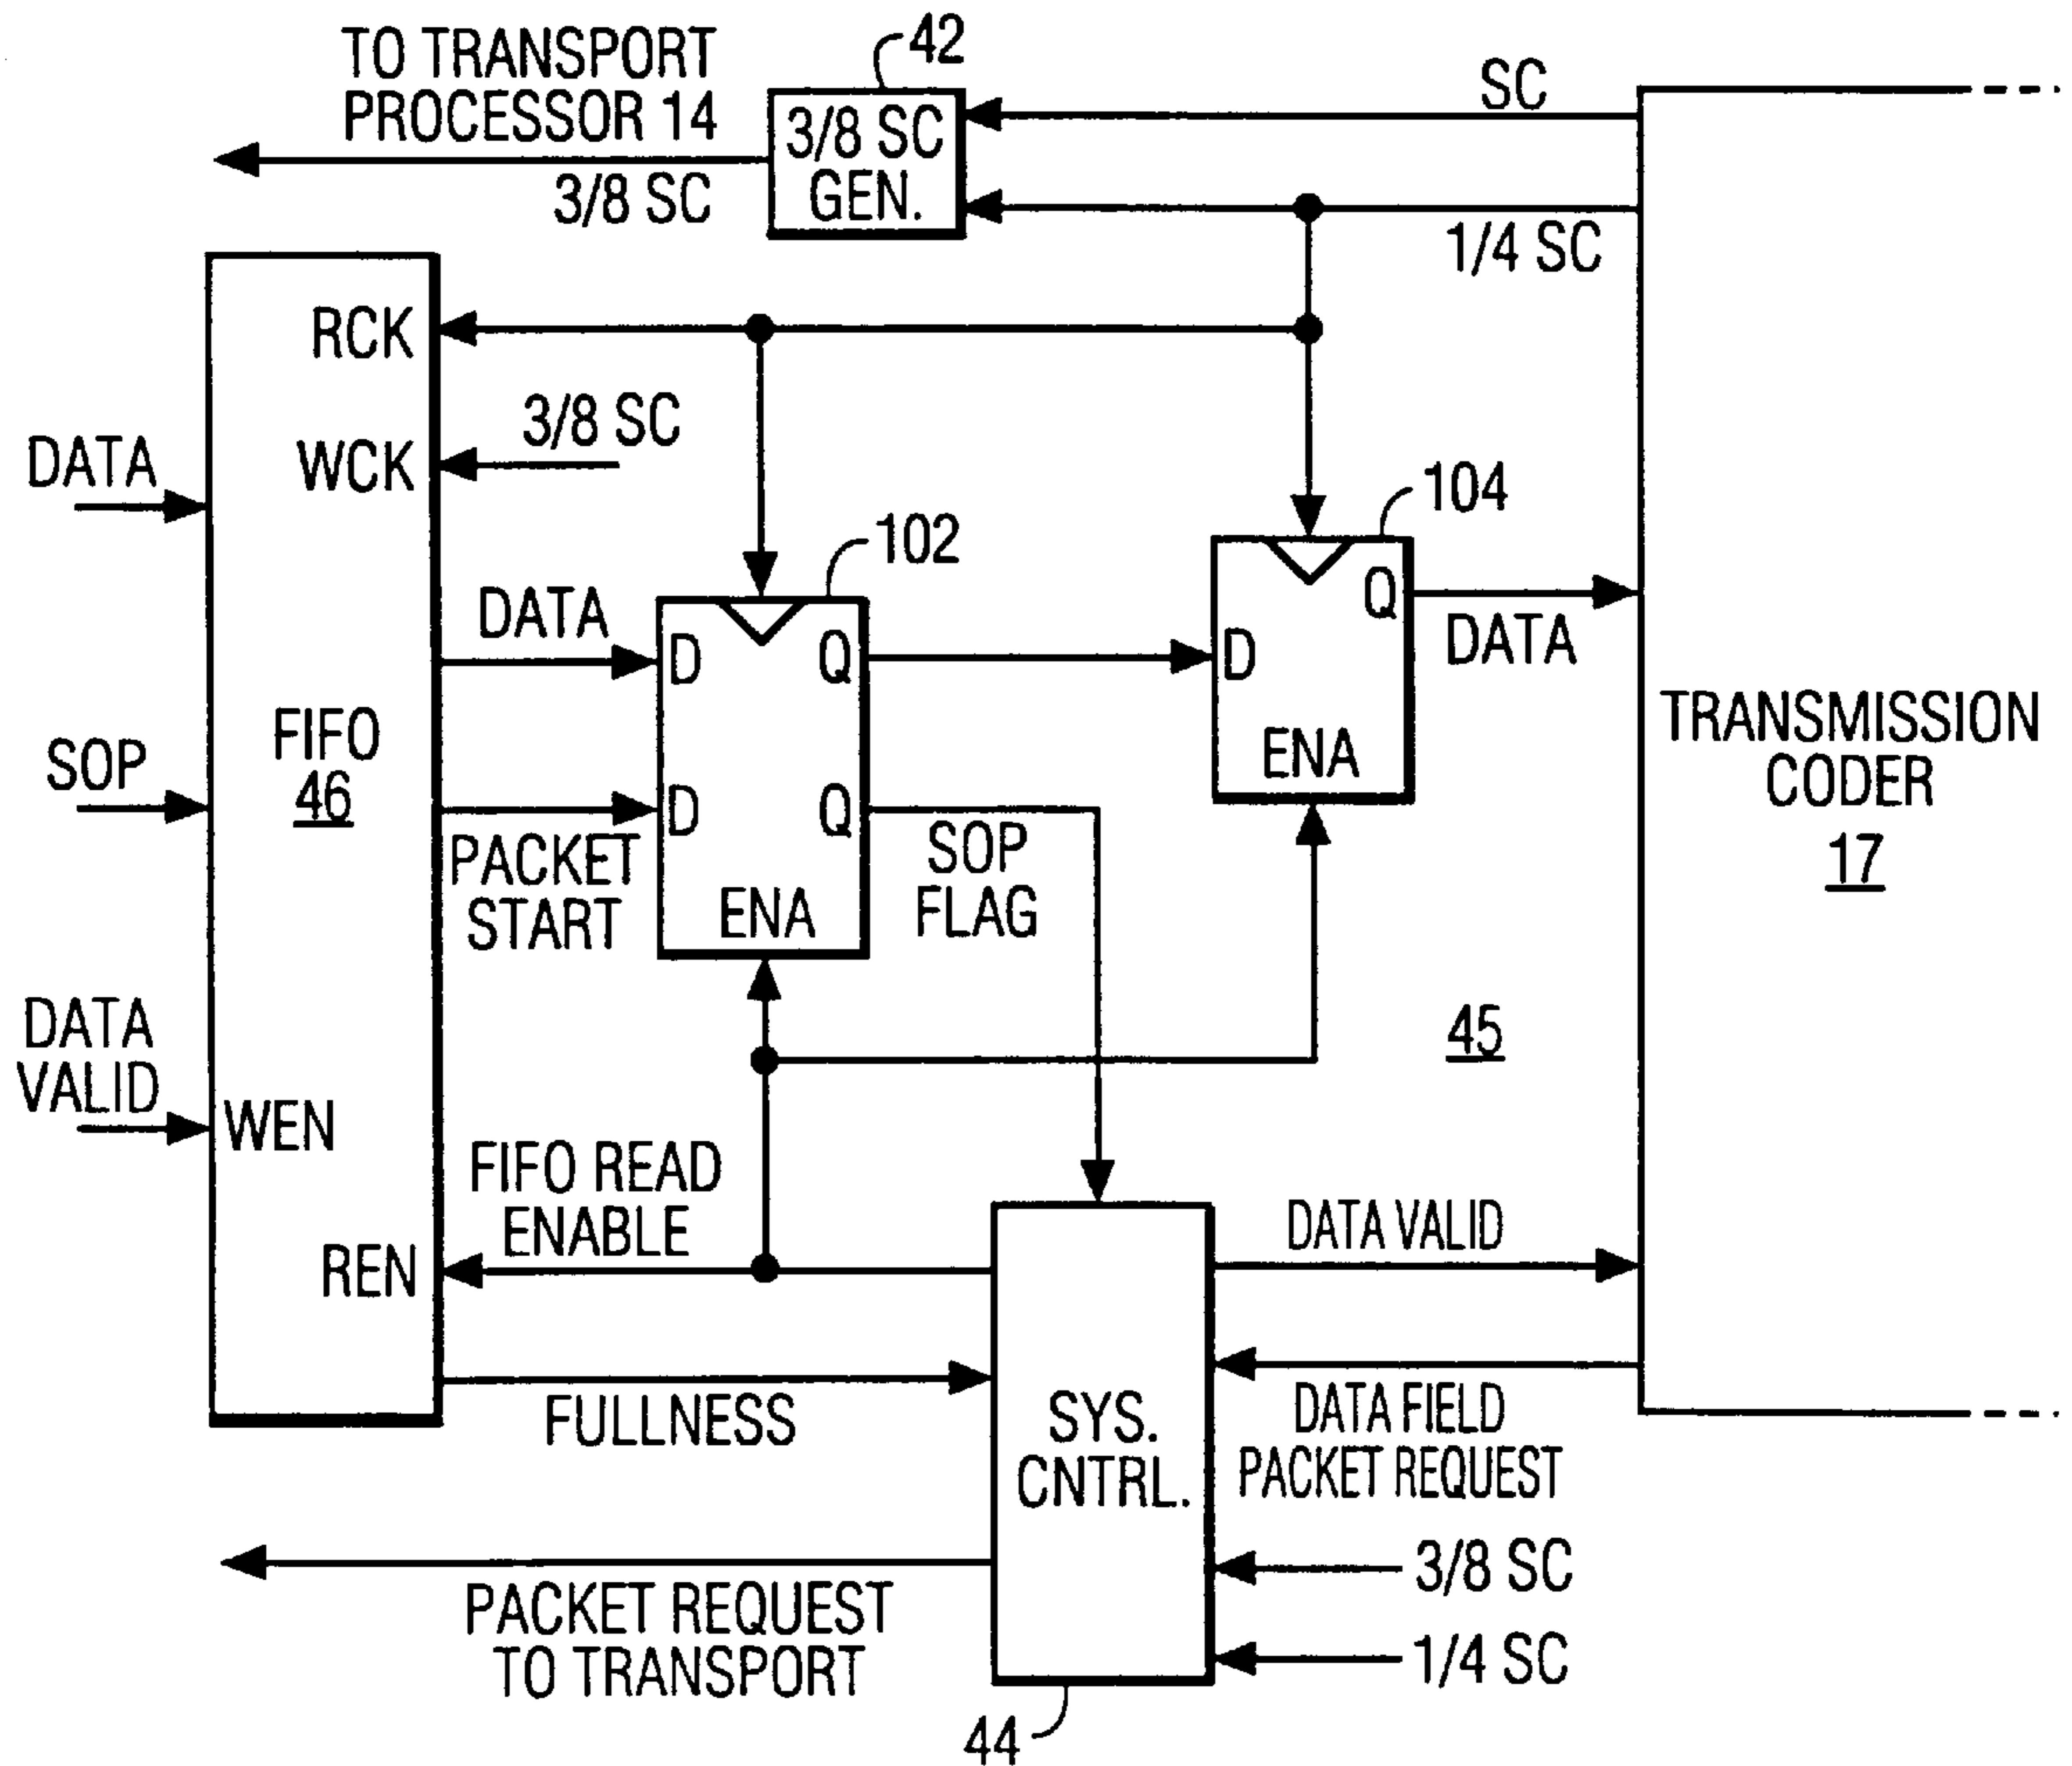 TO TRANSPORT
PROCESSOR 14
3/8 SC
42
3/8 SC
GEN.
SC
1/4 SC
RCK
WCK
3/8 SC
DATA
SOP
DATA
VALID
WEN
FIFO
46
REN
DATA
PACKET
START
102
D
Q
D
Q
ENA
SOP
FLAG
104
Q
D
ENA
DATA
TRANSMISSION
CODER
17
45
FIFO READ
ENABLE
FULLNESS
SYS.
CNTRL.
DATA VALID
DATA FIELD
PACKET REQUEST
3/8 SC
1/4 SC
PACKET REQUEST
TO TRANSPORT
44